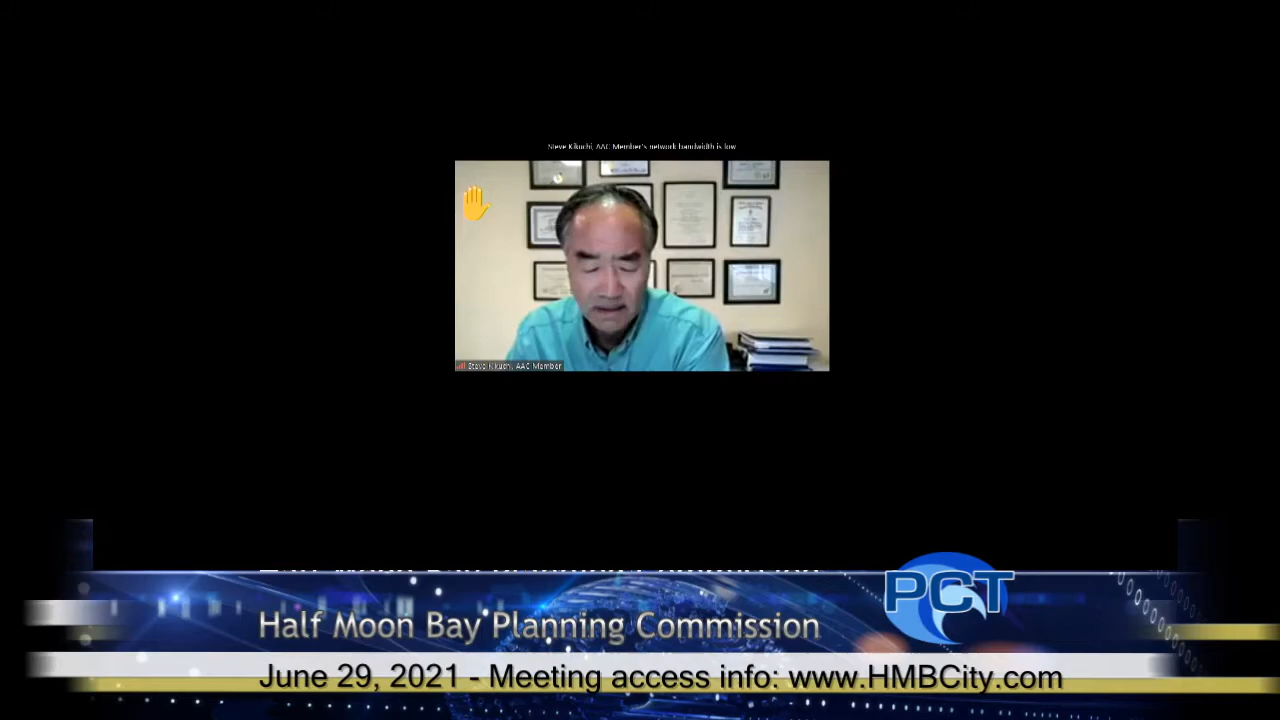 Steve Kikuchi, AAC Member's network bandwidth is low
Steve Kikuchi, AAC Member
PCT
Half Moon Bay Planning Commission
June 29, 2021 - Meeting access info: www.HMBCity.com